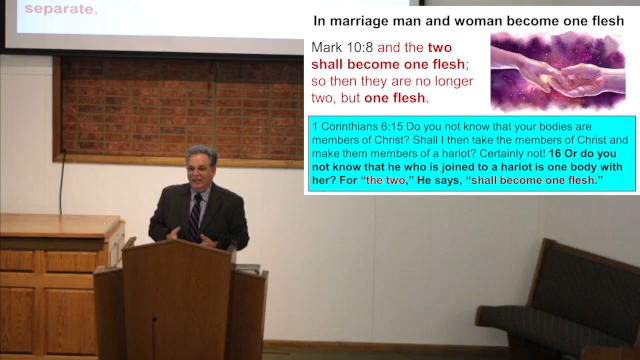 separate.
In marriage man and woman become one flesh
Mark 10:8 and the two
shall become one flesh;
so then they are no longer
two, but one flesh.
1 Corinthians 6:15 Do you not know that your bodies are
members of Christ? Shall I then take the members of Christ and
make them members of a harlot? Certainly not! 16 Or do you
not know that he who is joined to a harlot is one body with
her? For “the two,” He says, “shall become one flesh.”